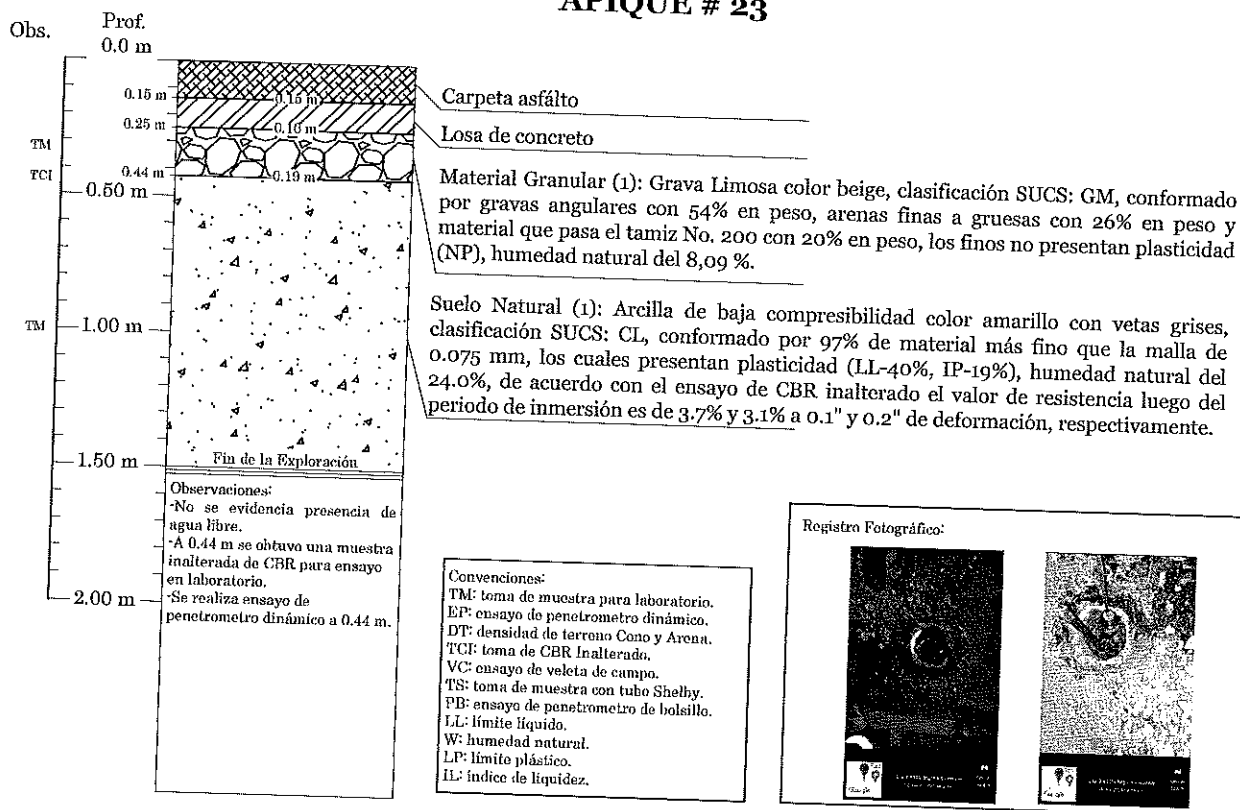 APIQUE # 23
Obs.
Prof.
0.0 m
0.15 m
0.15 m
Carpeta asfálto
0.25 m
0.10 m
Losa de concreto
TM
TCI
0.44 m
0.19 m
0.50 m
Material Granular (1): Grava Limosa color beige, clasificación SUCS: GM, conformado
por gravas angulares con 54% en peso, arenas finas a gruesas con 26% en peso y
material que pasa el tamiz No. 200 con 20% en peso, los finos no presentan plasticidad
(NP), humedad natural del 8,09 %.
TM
1.00 m
Suelo Natural (1): Arcilla de baja compresibilidad color amarillo con vetas grises,
clasificación SUCS: CL, conformado por 97% de material más fino que la malla de
0.075 mm, los cuales presentan plasticidad (LL-40%, IP-19%), humedad natural del
24.0%, de acuerdo con el ensayo de CBR inalterado el valor de resistencia luego del
periodo de inmersión es de 3.7% y 3.1% a 0.1" y 0.2" de deformación, respectivamente.
1.50 m
Fin de la Exploración
Observaciones:
-No se evidencia presencia de
agua libre.
-A 0.44 m se obtuvo una muestra
inalterada de CBR para ensayo
en laboratorio.
-Se realiza ensayo de
penetrometro dinámico a 0.44 m.
2.00 m
Convenciones:
TM: toma de muestra para laboratorio.
EP: ensayo de penetrometro dinámico.
DT: densidad de terreno Cono y Arena.
TCI: toma de CBR Inalterado.
VC: ensayo de veleta de campo.
TS: toma de muestra con tubo Shelby.
PB: ensayo de penetrometro de bolsillo.
LL: límite líquido.
W: humedad natural.
LP: límite plástico.
IL: índice de liquidez.
Registro Fotográfico: